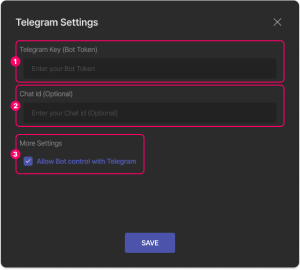 Telegram Settings
1
Telegram Key (Bot Token)
Enter your Bot Token
2
Chat id (Optional)
Enter your Chat id (Optional)
3
More Settings
Allow Bot control with Telegram
SAVE